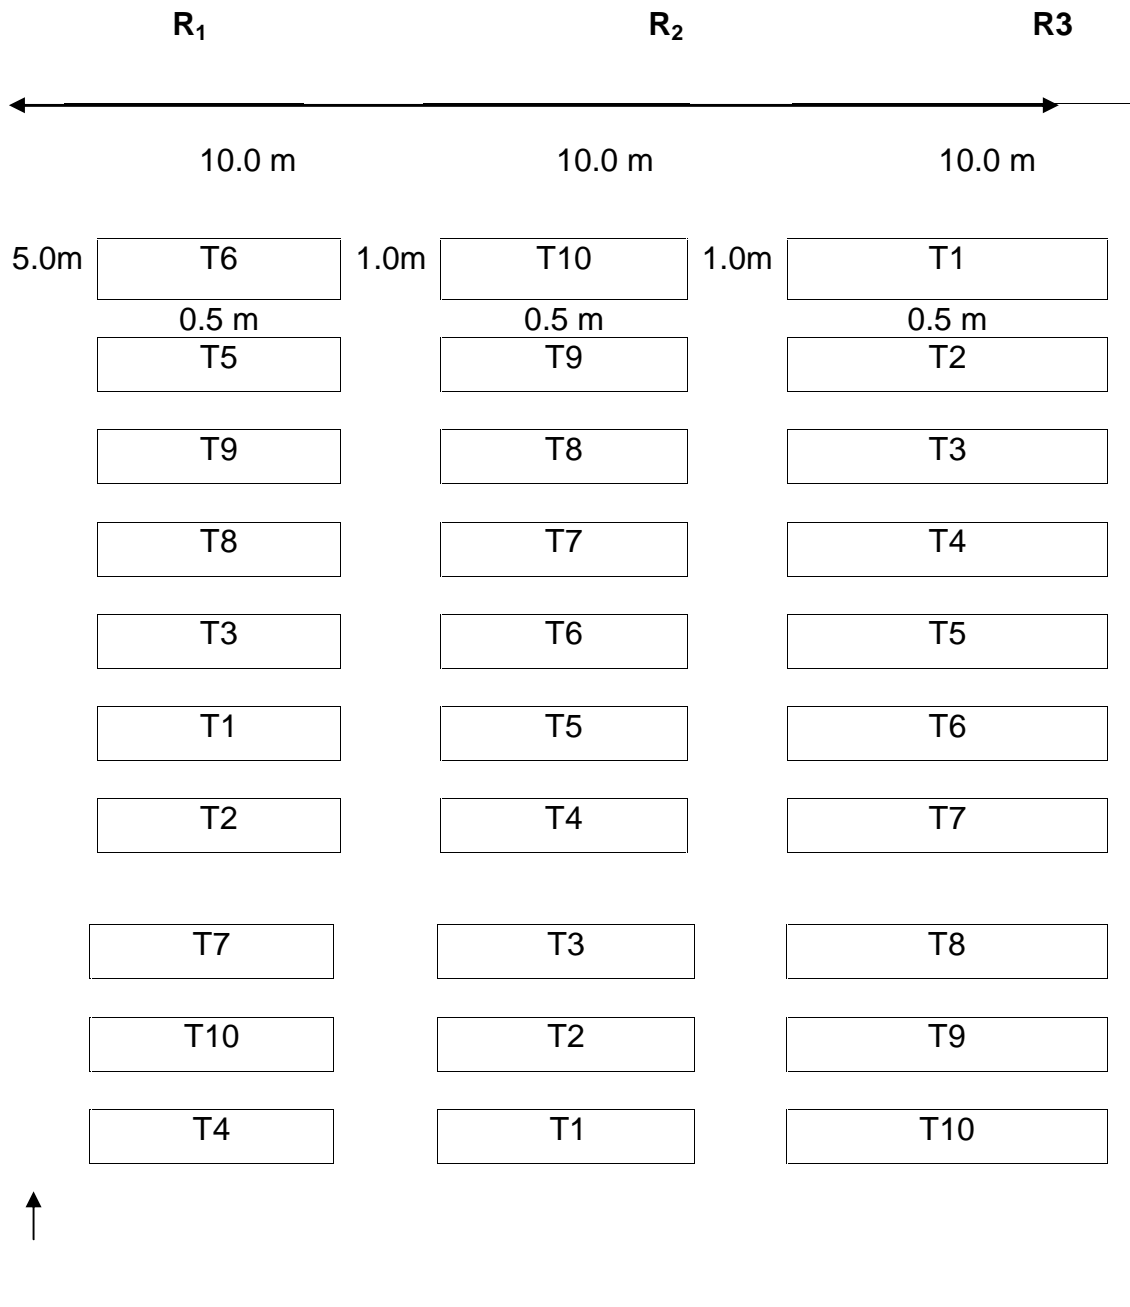 R₁ R₂ R3
10.0 m 10.0 m 10.0 m
5.0m T6 1.0m T10 1.0m T1
0.5 m 0.5 m 0.5 m
T5 T9 T2
T9 T8 T3
T8 T7 T4
T3 T6 T5
T1 T5 T6
T2 T4 T7
T7 T3 T8
T10 T2 T9
T4 T1 T10